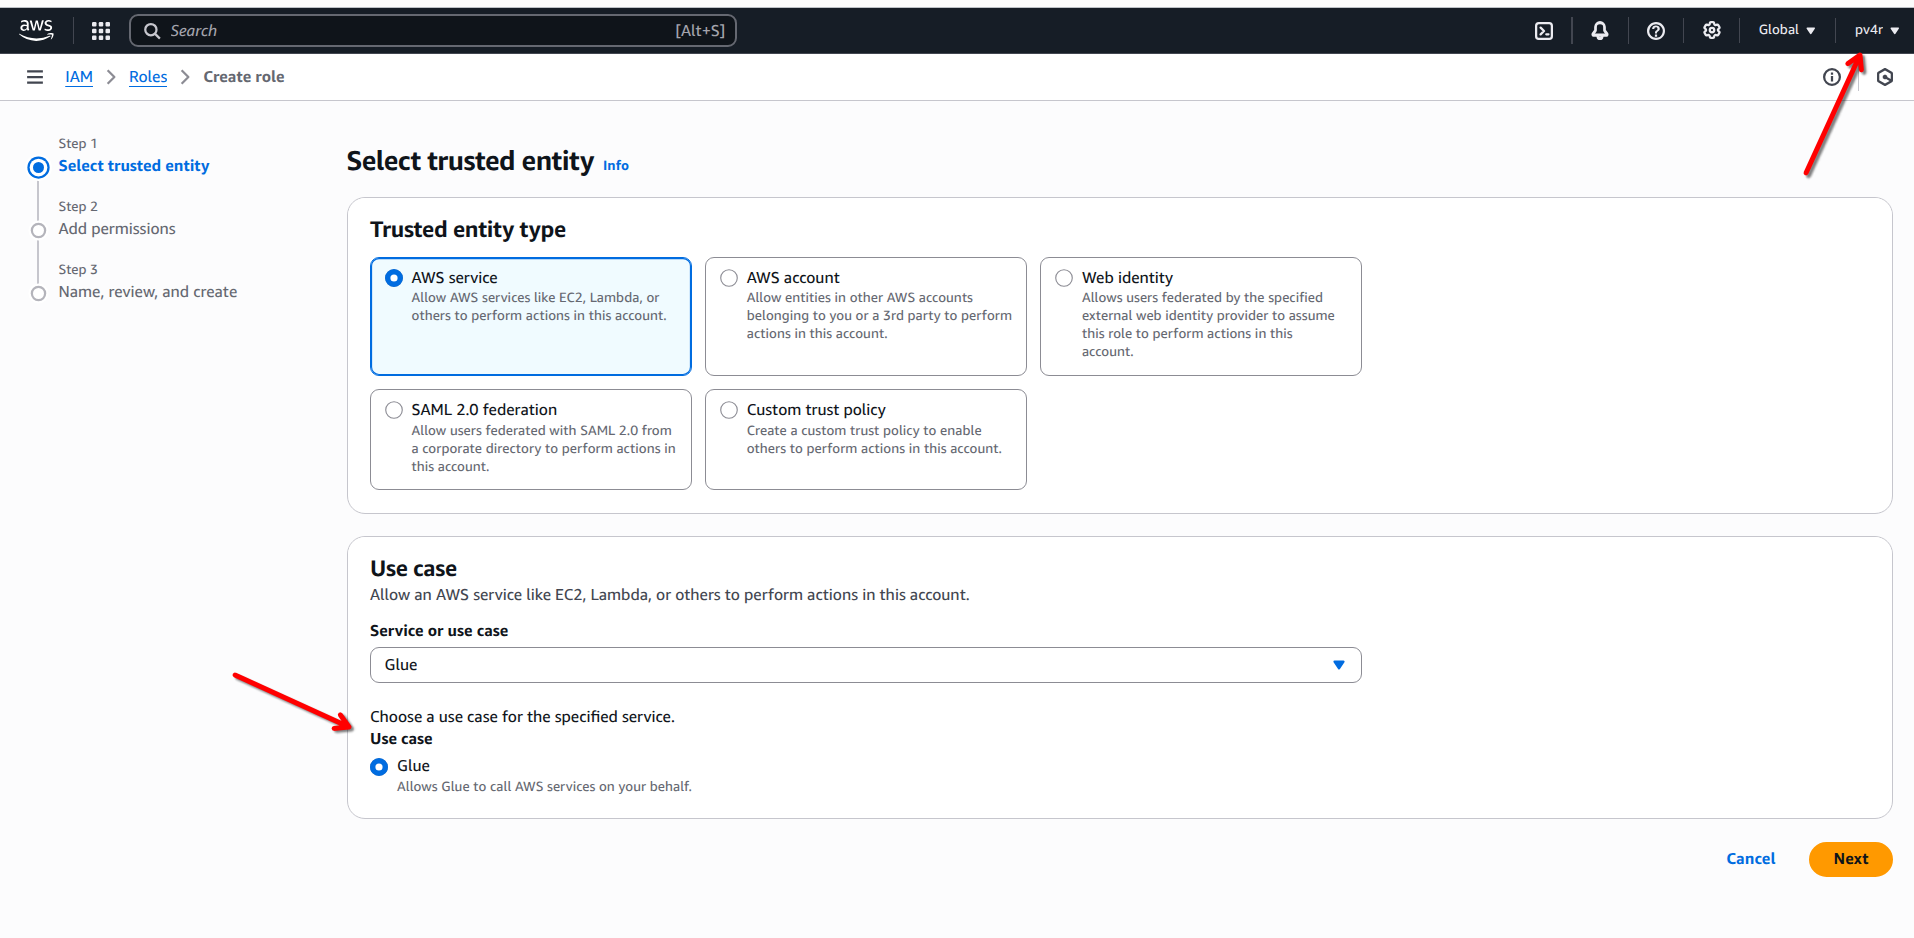 aws
Search
[Alt+S]
Global
pv4r
IAM
Roles
Create role
Step 1
Select trusted entity
Step 2
Add permissions
Step 3
Name, review, and create
Select trusted entity Info
Trusted entity type
AWS service
Allow AWS services like EC2, Lambda, or
others to perform actions in this account.
AWS account
Allow entities in other AWS accounts
belonging to you or a 3rd party to perform
actions in this account.
Web identity
Allows users federated by the specified
external web identity provider to assume
this role to perform actions in this
account.
SAML 2.0 federation
Allow users federated with SAML 2.0 from
a corporate directory to perform actions in
this account.
Custom trust policy
Create a custom trust policy to enable
others to perform actions in this account.
Use case
Allow an AWS service like EC2, Lambda, or others to perform actions in this account.
Service or use case
Glue
Choose a use case for the specified service.
Use case
Glue
Allows Glue to call AWS services on your behalf.
Cancel
Next